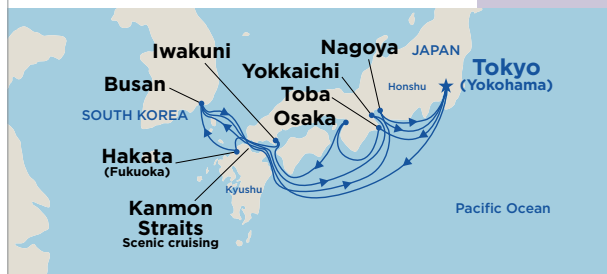 Nagoya
JAPAN
Iwakuni
Yokkaichi
Tokyo
(Yokohama)
Busan
Toba
Honshu
SOUTH KOREA
Osaka
Hakata
(Fukuoka)
Kyushu
Kanmon
Straits
Scenic cruising
Pacific Ocean